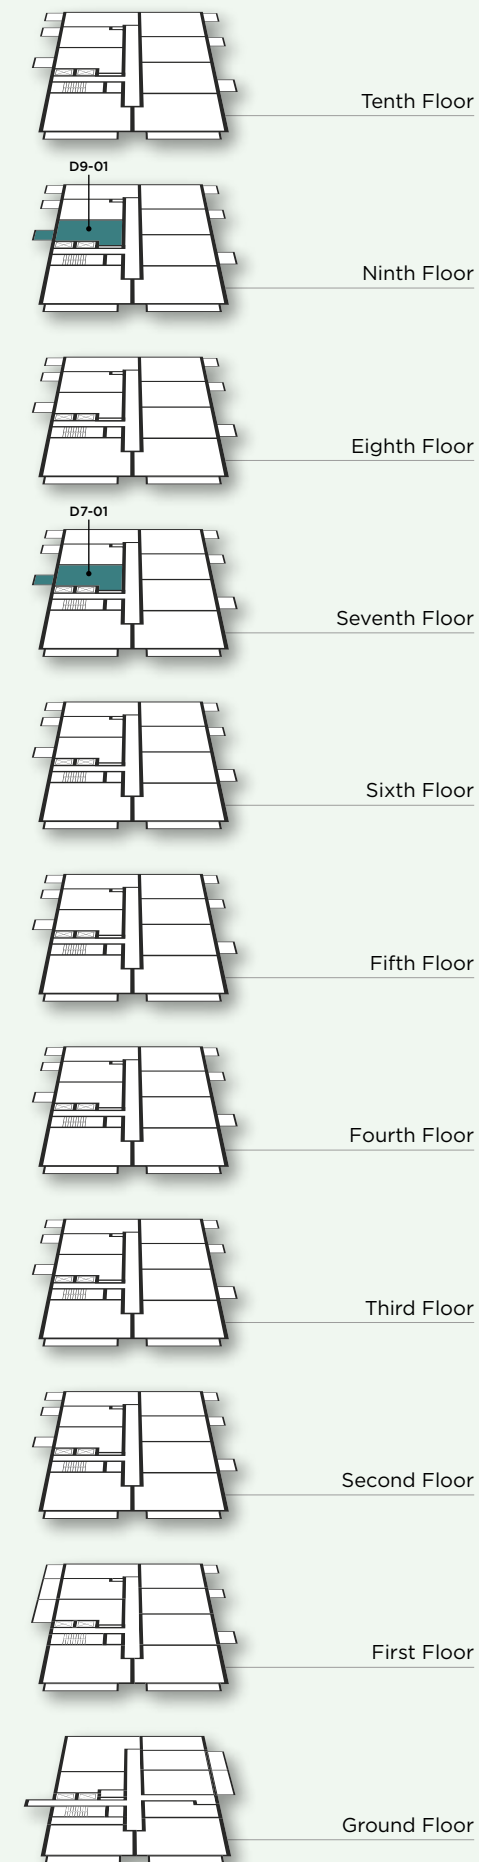 Tenth Floor
D9-01
Ninth Floor
Eighth Floor
D7-01
Seventh Floor
Sixth Floor
Fifth Floor
Fourth Floor
Third Floor
Second Floor
First Floor
Ground Floor